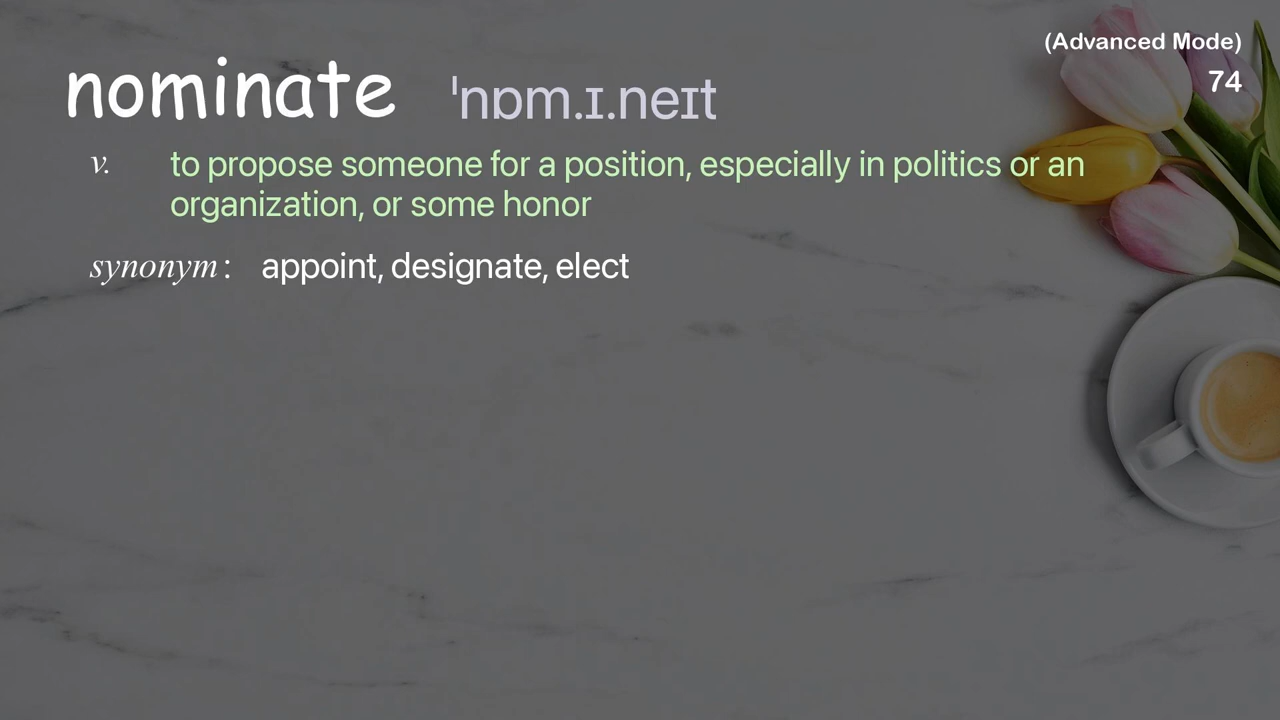 (Advanced Mode)
74
nominate ˈnɒm.ɪ.neɪt
v. to propose someone for a position, especially in politics or an
organization, or some honor
synonym : appoint, designate, elect